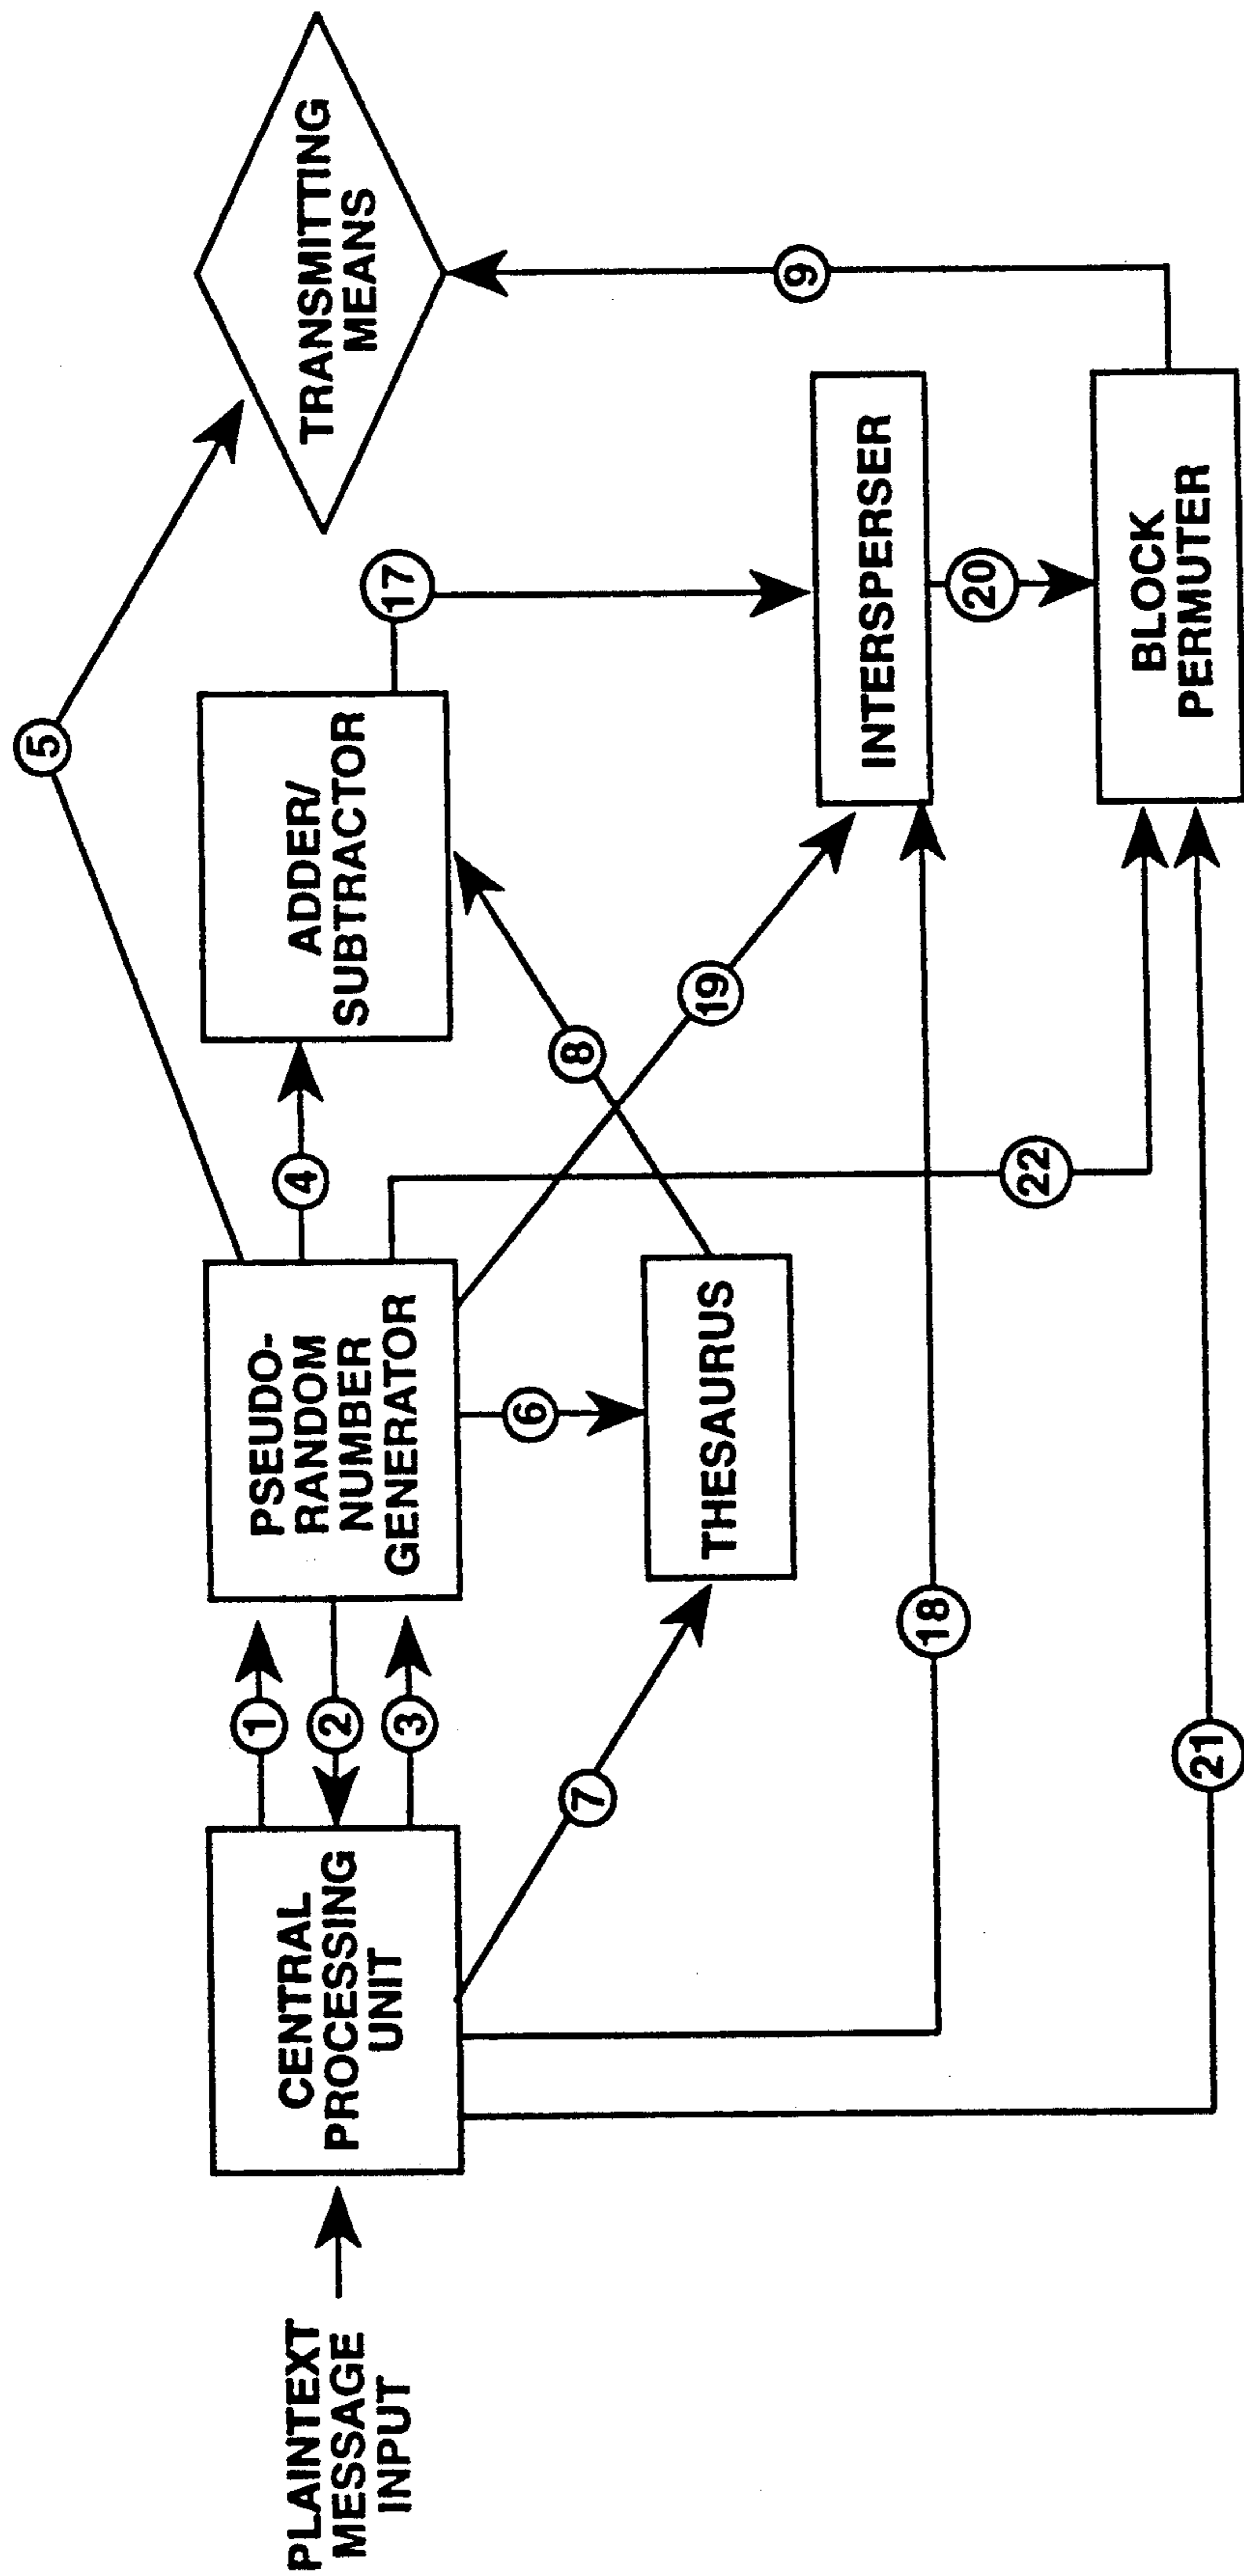 PLAINTEXT
MESSAGE
INPUT
CENTRAL
PROCESSING
UNIT
1
2
3
PSEUDO-
RANDOM
NUMBER
GENERATOR
4
5
ADDER/
SUBTRACTOR
17
TRANSMITTING
MEANS
7
6
THESAURUS
8
19
18
INTERSPERSER
20
22
21
BLOCK
PERMUTER
9